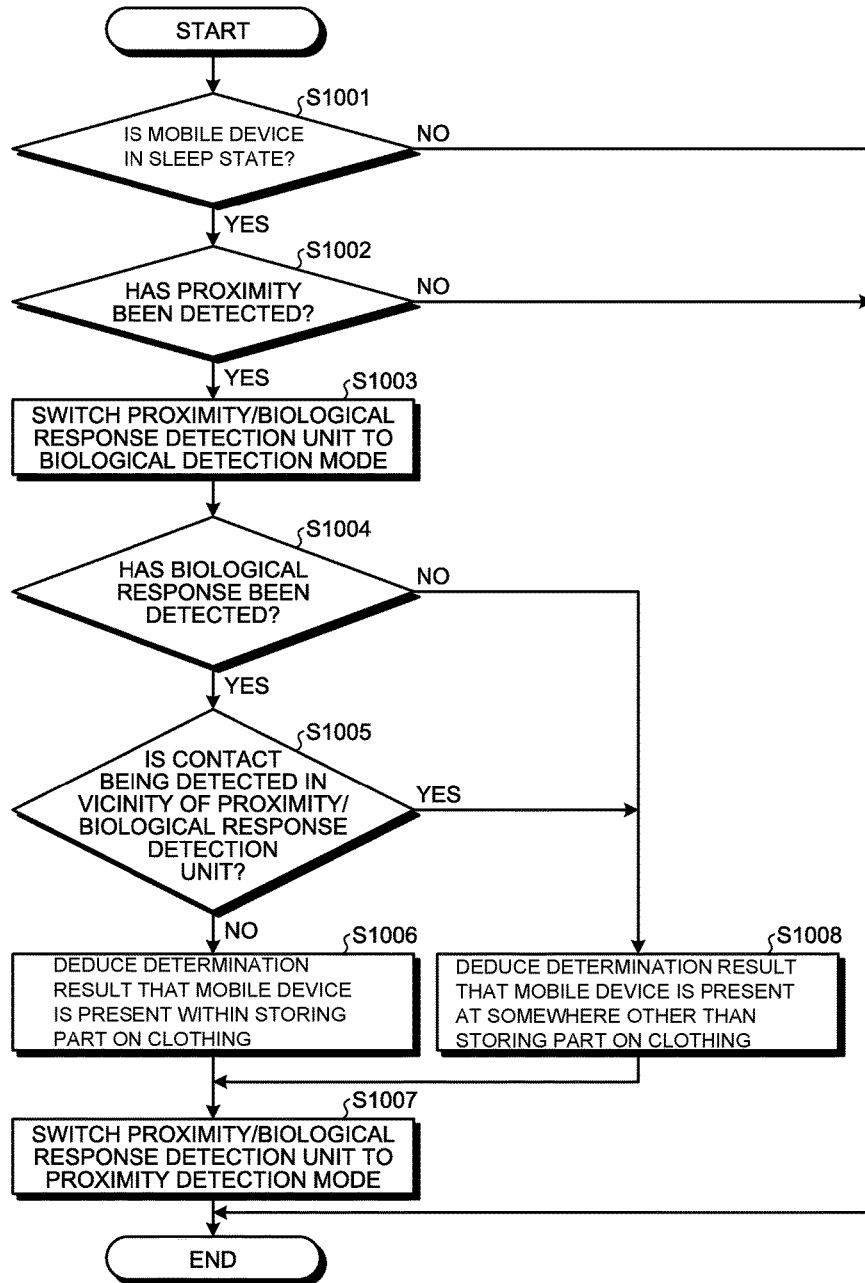 START
S1001
IS MOBILE DEVICE
IN SLEEP STATE?
NO
YES
S1002
HAS PROXIMITY
BEEN DETECTED?
NO
YES
S1003
SWITCH PROXIMITY/BIOLOGICAL
RESPONSE DETECTION UNIT TO
BIOLOGICAL DETECTION MODE
S1004
HAS BIOLOGICAL
RESPONSE BEEN
DETECTED?
NO
YES
S1005
IS CONTACT
BEING DETECTED IN
VICINITY OF PROXIMITY/
BIOLOGICAL RESPONSE
DETECTION
UNIT?
YES
NO
S1006
DEDUCE DETERMINATION
RESULT THAT MOBILE DEVICE
IS PRESENT WITHIN STORING
PART ON CLOTHING
S1008
DEDUCE DETERMINATION RESULT
THAT MOBILE DEVICE IS PRESENT
AT SOMEWHERE OTHER THAN
STORING PART ON CLOTHING
S1007
SWITCH PROXIMITY/BIOLOGICAL
RESPONSE DETECTION UNIT TO
PROXIMITY DETECTION MODE
END